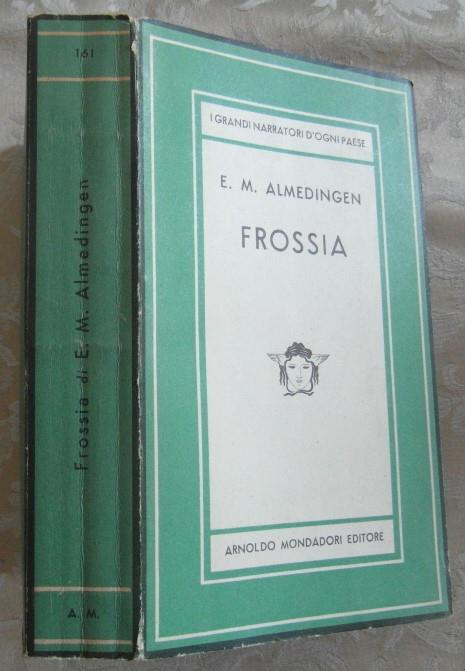 161
Frossia di E. M. Almedingen
A. M.
I GRANDI NARRATORI D'OGNI PAESE
E. M. ALMEDINGEN
FROSSIA
ARNOLDO MONDADORI EDITORE